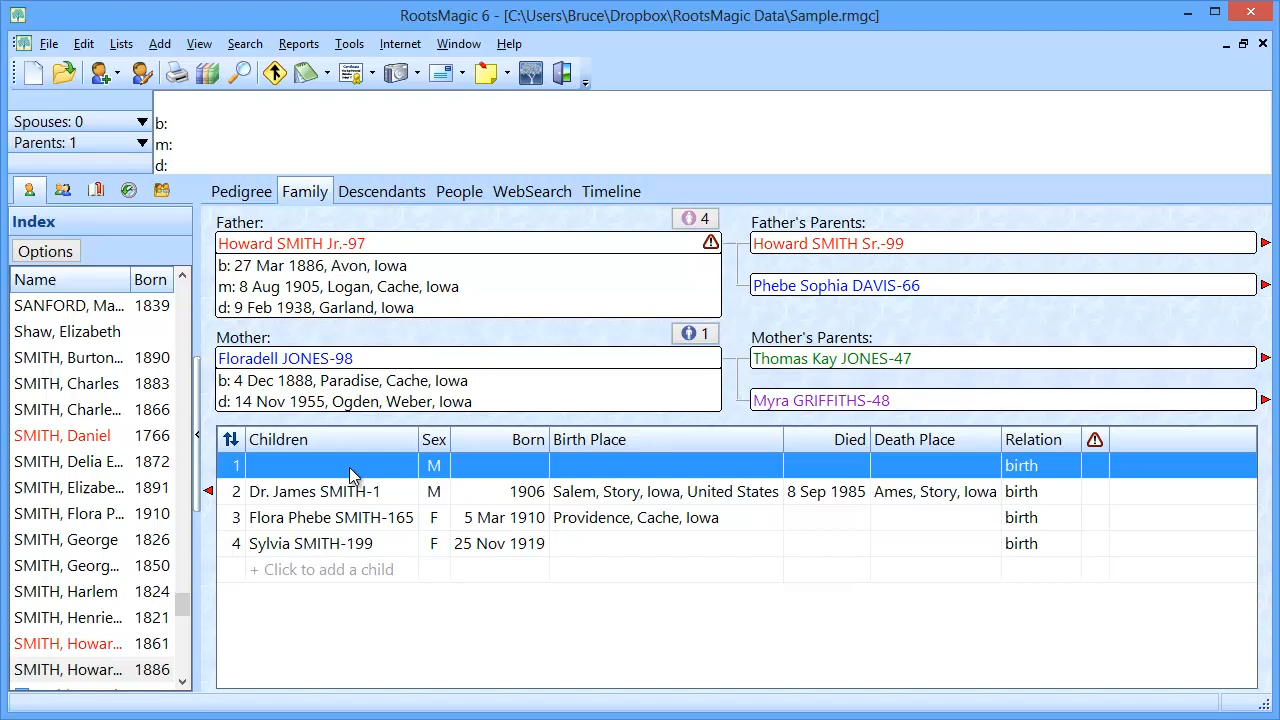 RootsMagic 6 - [C:\Users\Bruce\Dropbox\RootsMagic Data\Sample.rmgc]
File Edit Lists Add View Search Reports Tools Internet Window Help
Spouses: 0
Parents: 1
b:
m:
d:
Pedigree Family Descendants People WebSearch Timeline
Index
Options
Name Born
SANFORD, Ma... 1839
Shaw, Elizabeth
SMITH, Burton... 1890
SMITH, Charles 1883
SMITH, Charle... 1866
SMITH, Daniel 1766
SMITH, Delia E... 1872
SMITH, Elizabe... 1891
SMITH, Flora P... 1910
SMITH, George 1826
SMITH, Georg... 1850
SMITH, Harlem 1824
SMITH, Henrie... 1821
SMITH, Howar... 1861
SMITH, Howar... 1886
Father: 4
Howard SMITH Jr.-97
b: 27 Mar 1886, Avon, Iowa
m: 8 Aug 1905, Logan, Cache, Iowa
d: 9 Feb 1938, Garland, Iowa
Father's Parents:
Howard SMITH Sr.-99
Phebe Sophia DAVIS-66
Mother: 1
Floradell JONES-98
b: 4 Dec 1888, Paradise, Cache, Iowa
d: 14 Nov 1955, Ogden, Weber, Iowa
Mother's Parents:
Thomas Kay JONES-47
Myra GRIFFITHS-48
Children Sex Born Birth Place Died Death Place Relation
1 M birth
2 Dr. James SMITH-1 M 1906 Salem, Story, Iowa, United States 8 Sep 1985 Ames, Story, Iowa birth
3 Flora Phebe SMITH-165 F 5 Mar 1910 Providence, Cache, Iowa birth
4 Sylvia SMITH-199 F 25 Nov 1919 birth
+ Click to add a child